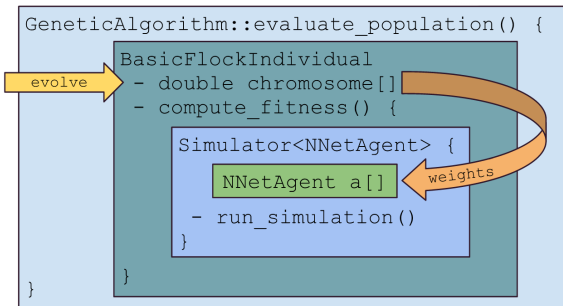 GeneticAlgorithm::evaluate_population() {
BasicFlockIndividual
evolve
- double chromosome[]
- compute_fitness() {
Simulator<NNetAgent> {
NNetAgent a[]
weights
- run_simulation()
}
}
}